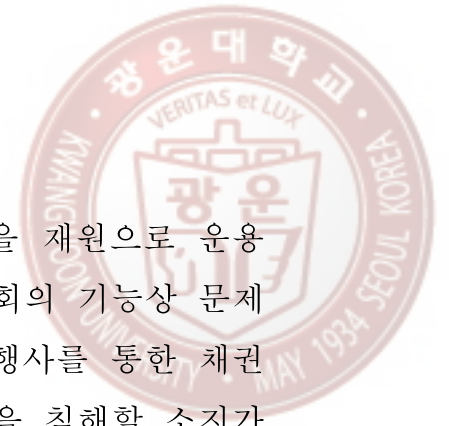 광운대학교
VERITAS et LUX
KWANGWOON UNIVERSITY • MAY 1934 SEOUL KOREA
광운
을 재원으로 운용
회의 기능상 문제
행사를 통한 채권
을 침해할 소지가